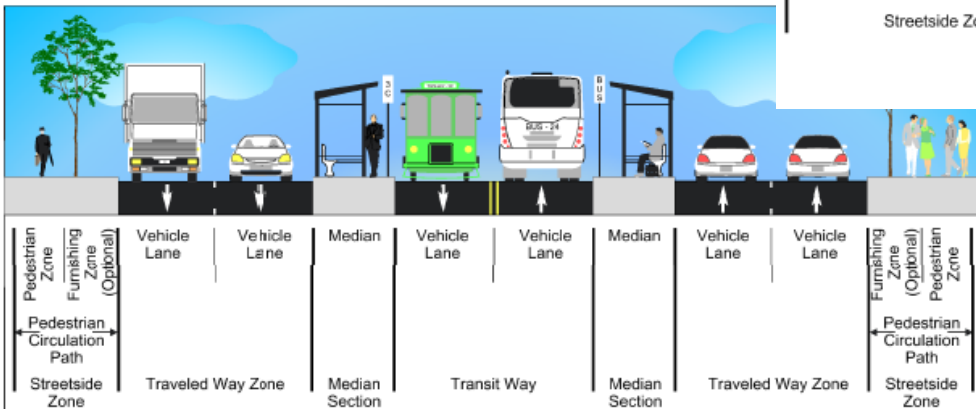 Streetside Zo
3C
BUS
BUS - 24
Pedestrian
Zone
Furnishing
Zone
(Optional)
Vehicle
Lane
Vehicle
Lane
Median
Vehicle
Lane
Vehicle
Lane
Median
Vehicle
Lane
Vehicle
Lane
Furnishing
Zone
(Optional)
Pedestrian
Zone
Pedestrian
Circulation
Path
Pedestrian
Circulation
Path
Streetside
Zone
Traveled Way Zone
Median
Section
Transit Way
Median
Section
Traveled Way Zone
Streetside
Zone